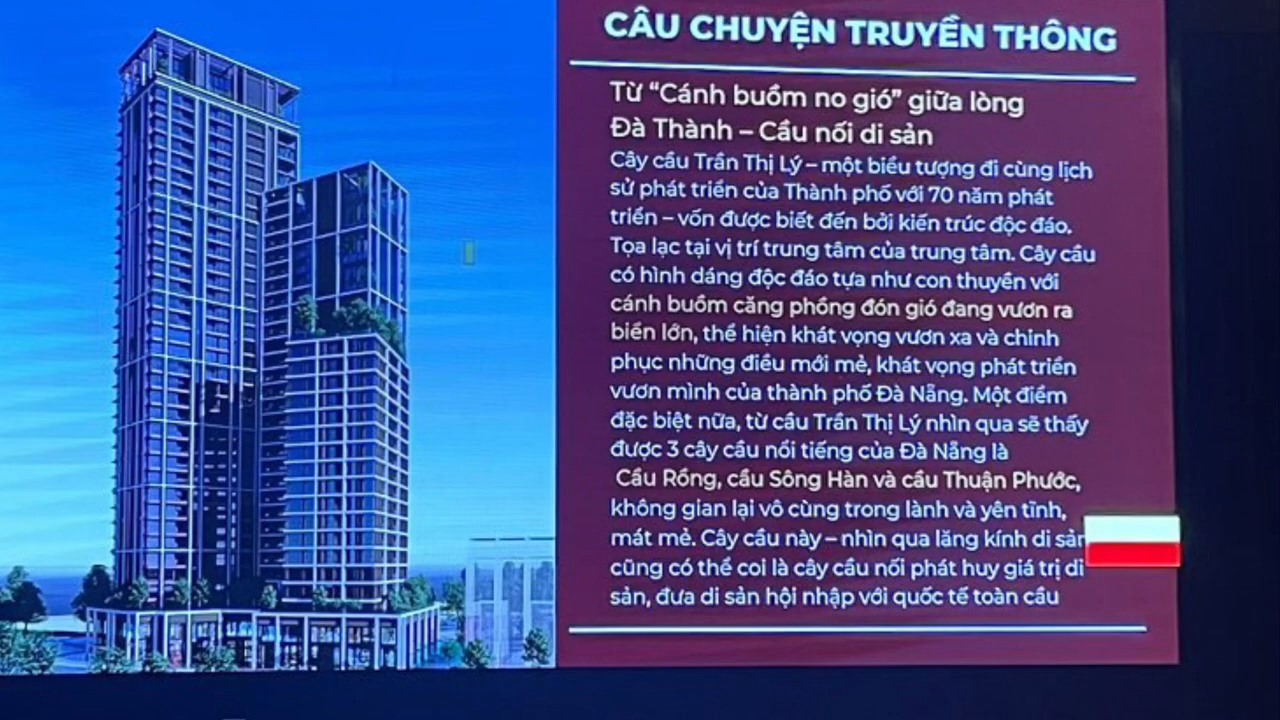 CÂU CHUYỆN TRUYỀN THÔNG
Từ “Cánh buồm no gió” giữa lòng
Đà Thành – Cầu nối di sản
Cây cầu Trần Thị Lý – một biểu tượng đi cùng lịch
sử phát triển của Thành phố với 70 năm phát
triển – vốn được biết đến bởi kiến trúc độc đáo.
Tọa lạc tại vị trí trung tâm của trung tâm. Cây cầu
có hình dáng độc đáo tựa như con thuyền với
cánh buồm căng phồng đón gió đang vươn ra
biển lớn, thể hiện khát vọng vươn xa và chinh
phục những điều mới mẻ, khát vọng phát triển
vươn mình của thành phố Đà Nẵng. Một điểm
đặc biệt nữa, từ cầu Trần Thị Lý nhìn qua sẽ thấy
được 3 cây cầu nổi tiếng của Đà Nẵng là
Cầu Rồng, cầu Sông Hàn và cầu Thuận Phước,
không gian lại vô cùng trong lành và yên tĩnh,
mát mẻ. Cây cầu này – nhìn qua lăng kính di sản
cũng có thể coi là cây cầu nối phát huy giá trị di
sản, đưa di sản hội nhập với quốc tế toàn cầu